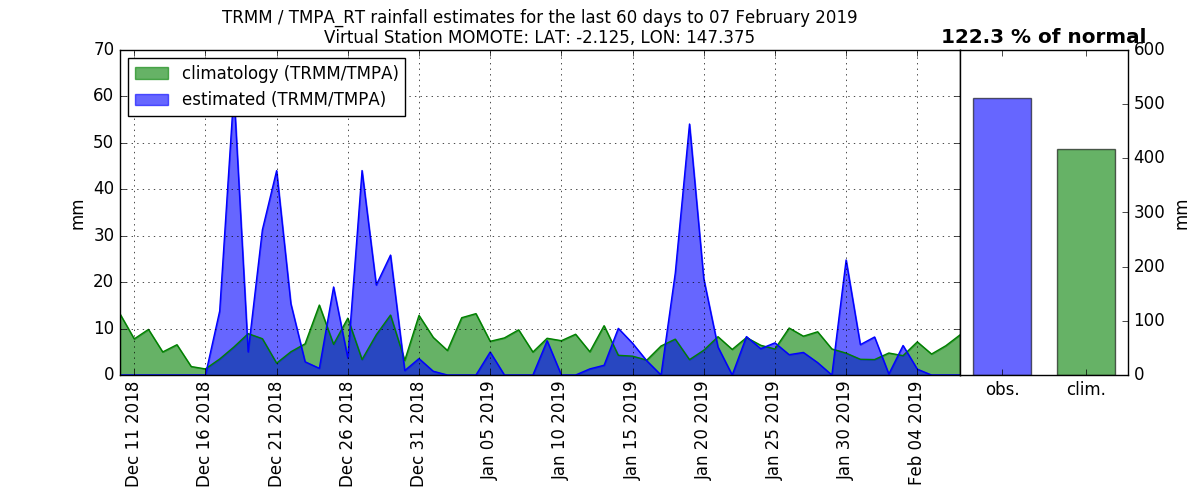 TRMM / TMPA_RT rainfall estimates for the last 60 days to 07 February 2019
Virtual Station MOMOTE: LAT: -2.125, LON: 147.375
122.3 % of normal
climatology (TRMM/TMPA)
estimated (TRMM/TMPA)
70
60
50
40
30
20
10
0
mm
Dec 11 2018
Dec 16 2018
Dec 21 2018
Dec 26 2018
Dec 31 2018
Jan 05 2019
Jan 10 2019
Jan 15 2019
Jan 20 2019
Jan 25 2019
Jan 30 2019
Feb 04 2019
obs.
clim.
600
500
400
300
200
100
0
mm